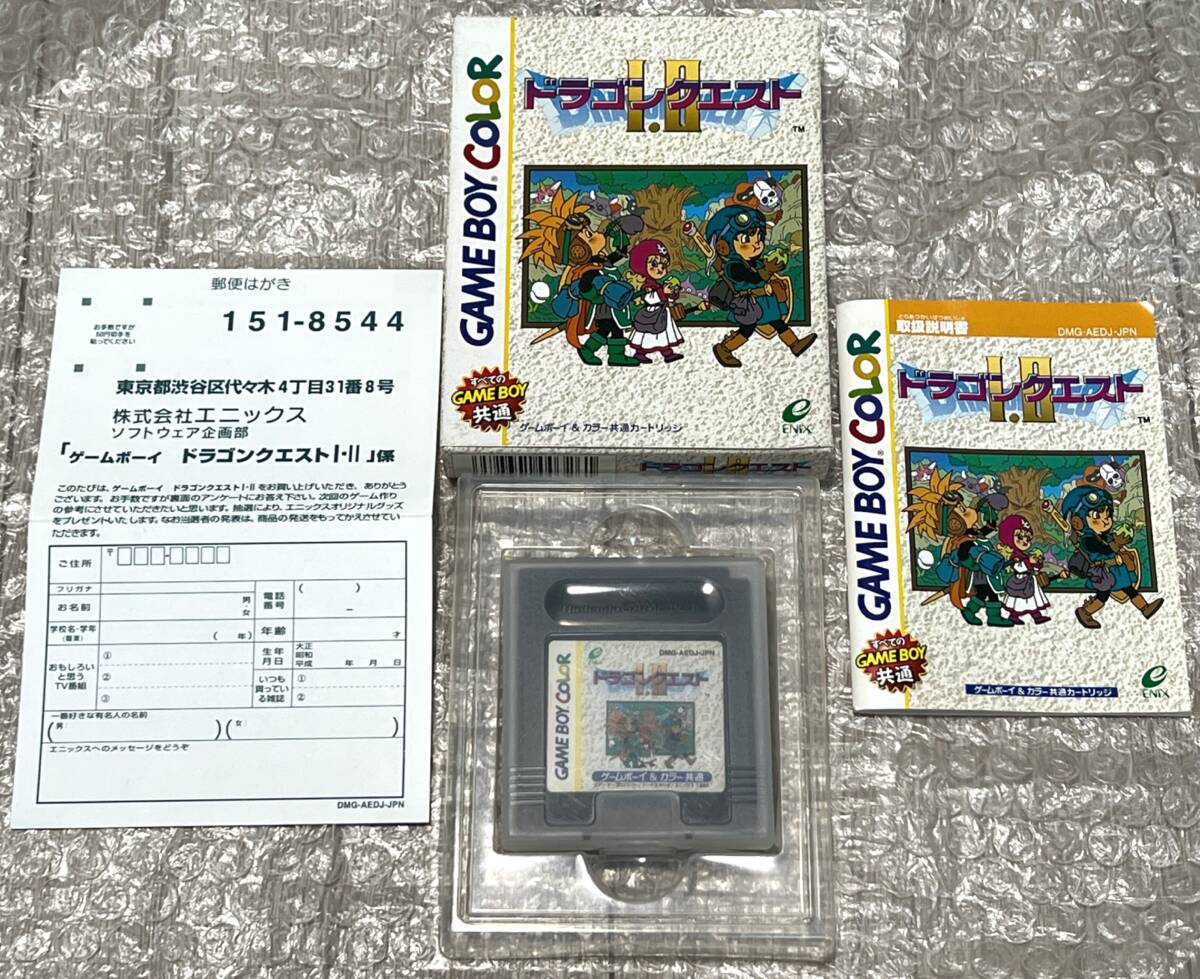 郵便はがき
お手数ですが
50円切手を
貼ってください
151-8544
東京都渋谷区代々木4丁目31番8号
株式会社エニックス
ソフトウェア企画部
「ゲームボーイ ドラゴンクエストI・II」係
このたびは、ゲームボーイ ドラゴンクエストI・IIをお買い上げいただき、ありがとう
ございます。お手数ですが裏面のアンケートにお答え下さい。次回のゲーム作り
の参考にさせていただきたいと思います。抽選により、エニックスオリジナルグッズ
をプレゼントいたします。なお当選者の発表は、商品の発送をもってかえさせてい
ただきます。
ご住所
〒
フリガナ
お名前
男・女
電話番号
( ) −
学校名・学年
(職業)
( 年)
年齢
才
おもしろい
と思う
TV番組
①
②
③
生年月日
大正
昭和
平成
年 月 日
いつも
買ってい
る雑誌
①
②
一番好きな有名人の名前
(男: ) (女: )
エニックスへのメッセージをどうぞ
DMG-AEDJ-JPN
GAME BOY COLOR
ドラゴンクエスト
I・II
TM
すべての
GAME BOY
共通
ゲームボーイ&カラー共通カートリッジ
ENIX
ドラゴンクエスト
Nintendo GAME BOY
DMG-AEDJ-JPN
GAME BOY COLOR
ドラゴンクエスト
I・II
ゲームボーイ&カラー共通
とりあつかいせつめいしょ
取扱説明書
DMG-AEDJ-JPN
GAME BOY COLOR
ドラゴンクエスト
I・II
TM
すべての
GAME BOY
共通
ゲームボーイ&カラー共通カートリッジ
ENIX